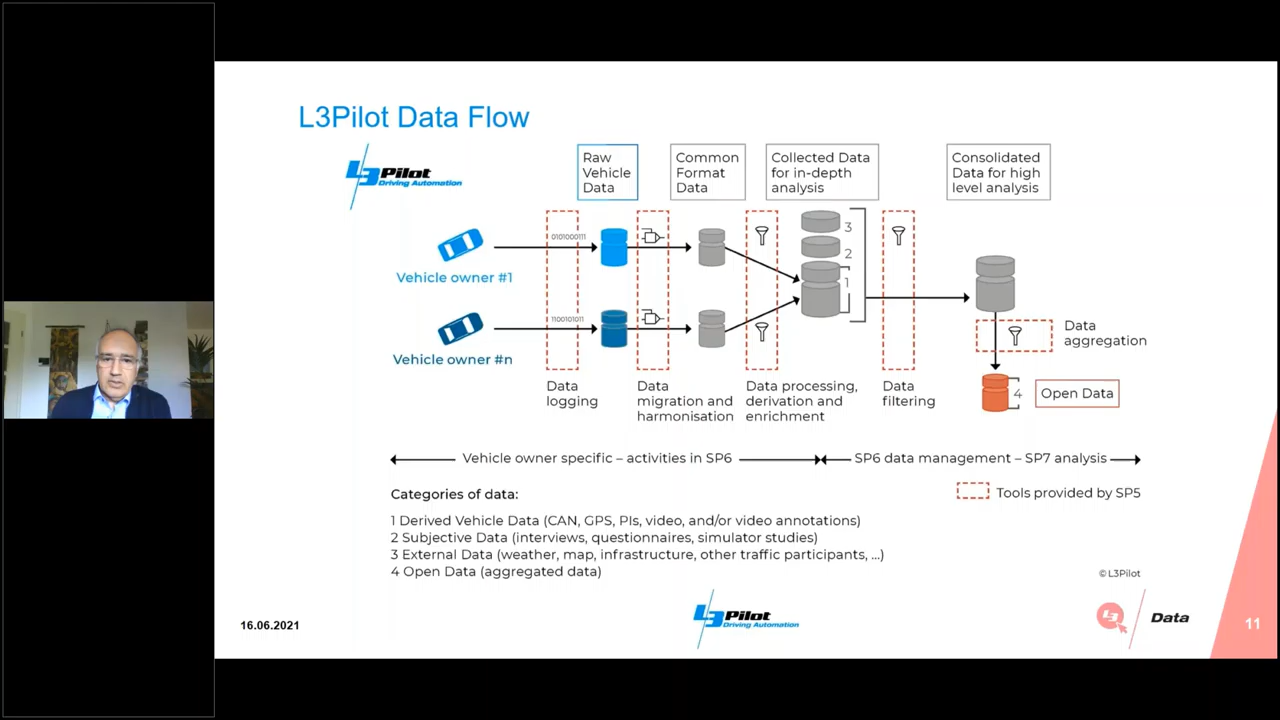 L3Pilot Data Flow
L3Pilot
Driving Automation
Raw
Vehicle
Data
Common
Format
Data
Collected Data
for in-depth
analysis
Consolidated
Data for high
level analysis
0101000111
3
2
1
Vehicle owner #1
1100101011
Vehicle owner #n
Data
aggregation
4
Open Data
Data
logging
Data
migration and
harmonisation
Data processing,
derivation and
enrichment
Data
filtering
Vehicle owner specific – activities in SP6
SP6 data management – SP7 analysis
Tools provided by SP5
Categories of data:
1 Derived Vehicle Data (CAN, GPS, PIs, video, and/or video annotations)
2 Subjective Data (interviews, questionnaires, simulator studies)
3 External Data (weather, map, infrastructure, other traffic participants, ...)
4 Open Data (aggregated data)
© L3Pilot
16.06.2021
L3Pilot
Driving Automation
L3
Data
11